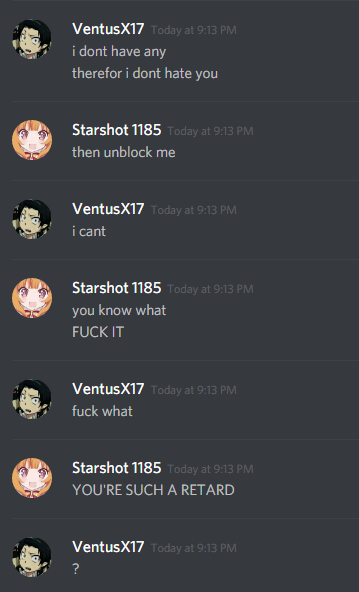 VentusX17 Today at 9:13 PM
i dont have any
therefor i dont hate you
Starshot 1185 Today at 9:13 PM
then unblock me
VentusX17 Today at 9:13 PM
i cant
Starshot 1185 Today at 9:13 PM
you know what
FUCK IT
VentusX17 Today at 9:13 PM
fuck what
Starshot 1185 Today at 9:13 PM
YOU'RE SUCH A RETARD
VentusX17 Today at 9:13 PM
?